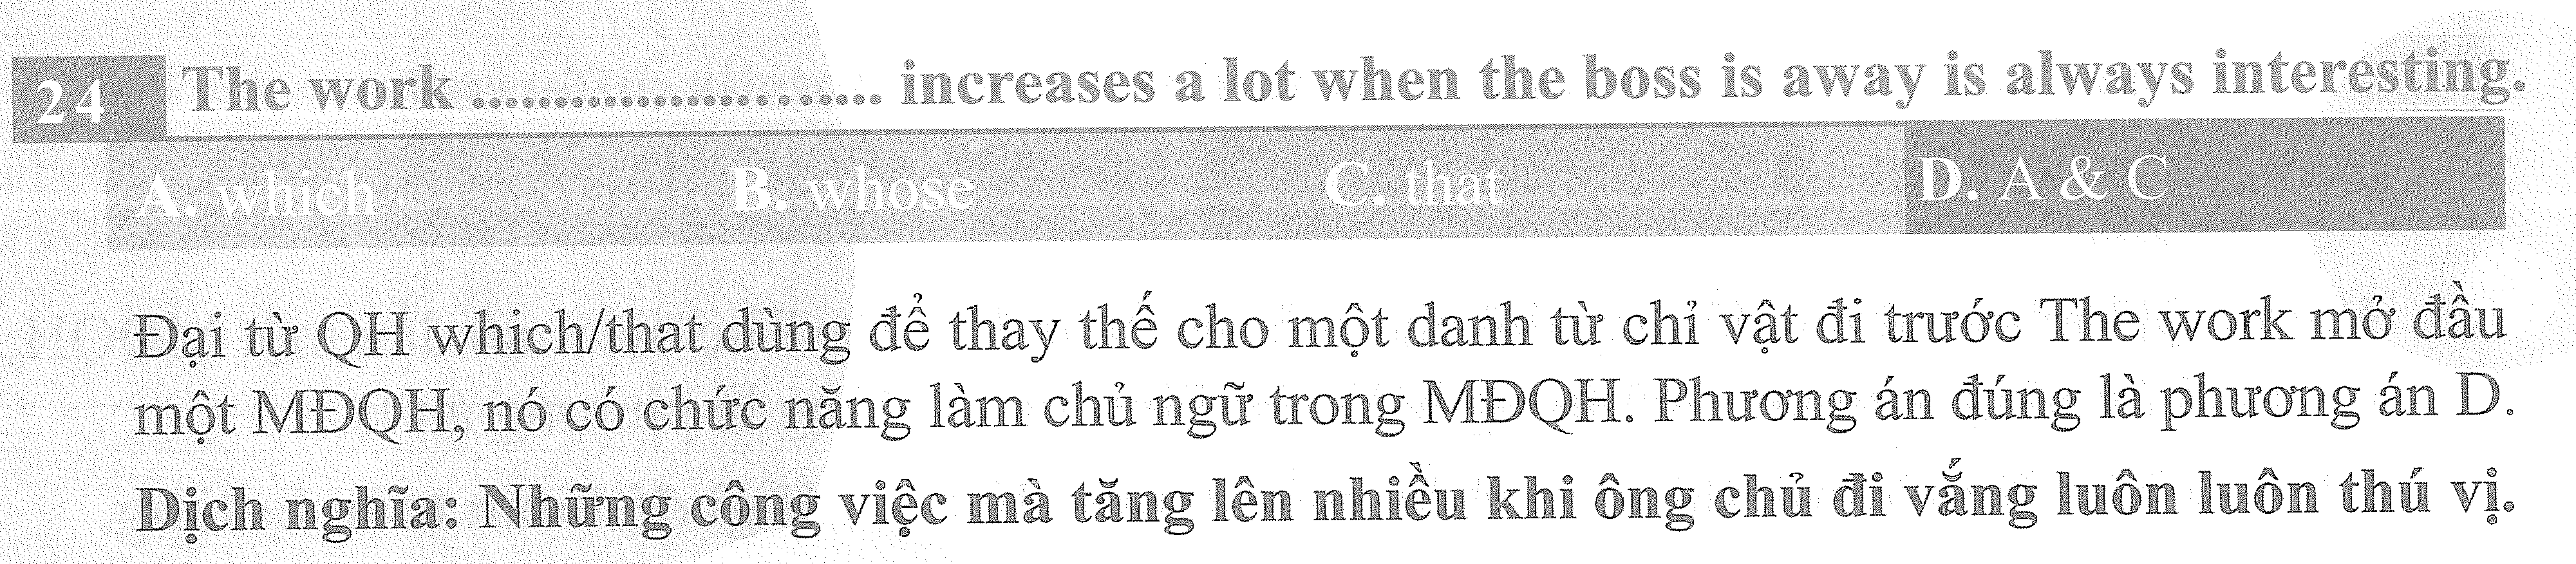 24 The work ........................ increases a lot when the boss is away is always interesting.
A. which B. whose C. that D. A & C
Đại từ QH which/that dùng để thay thế cho một danh từ chỉ vật đi trước The work mở đầu
một MĐQH, nó có chức năng làm chủ ngữ trong MĐQH. Phương án đúng là phương án D.
Dịch nghĩa: Những công việc mà tăng lên nhiều khi ông chủ đi vắng luôn luôn thú vị.